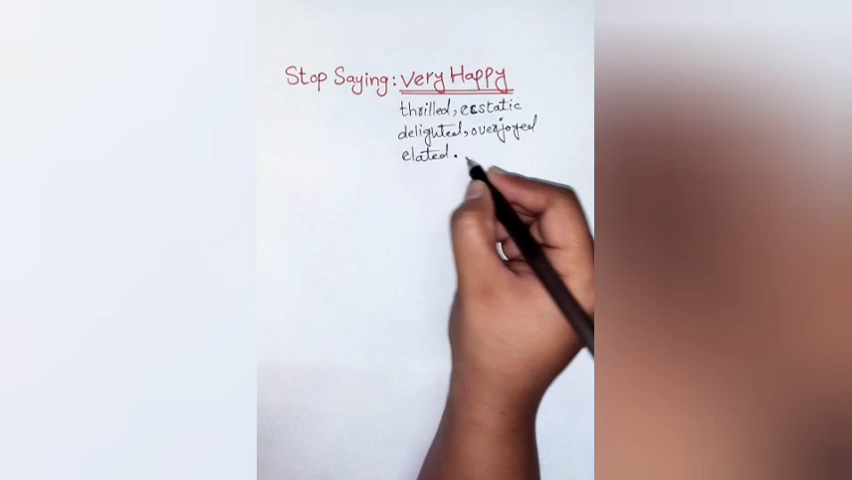 Stop Saying: Very Happy
thrilled, ecstatic
delighted, overjoyed
elated.